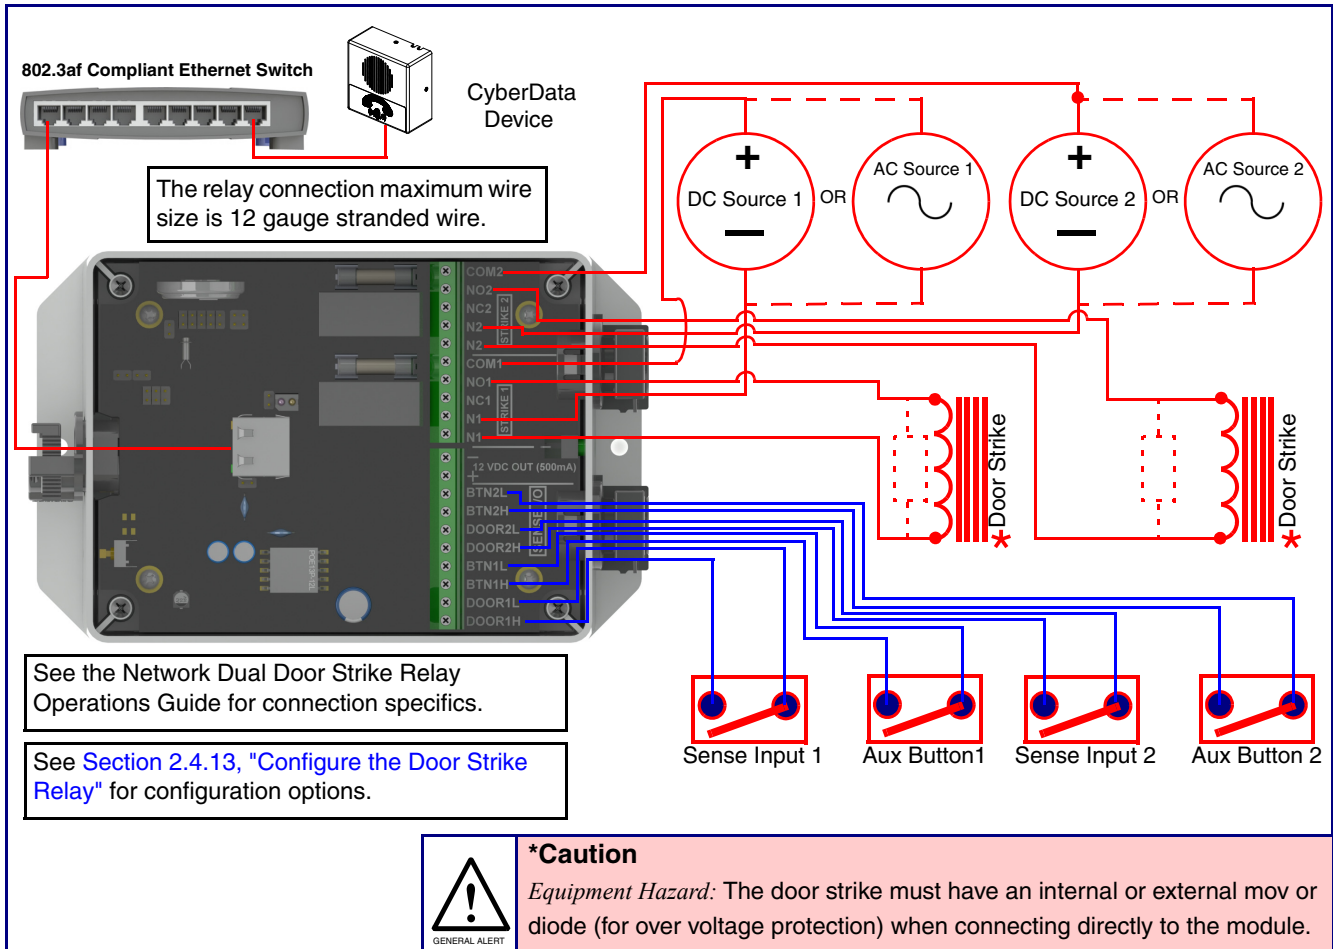 802.3af Compliant Ethernet Switch
CyberData
Device
The relay connection maximum wire
size is 12 gauge stranded wire.
+
DC Source 1
—
OR
AC Source 1
+
DC Source 2
—
OR
AC Source 2
COM2
NO2
NC2
N2
N2
STRIKE 2
COM1
NO1
NC1
N1
N1
STRIKE 1
–
12 VDC OUT (500mA)
+
BTN2L
BTN2H
DOOR2L
DOOR2H
BTN1L
BTN1H
DOOR1L
DOOR1H
SENSE I/O
*Door Strike
*Door Strike
Sense Input 1
Aux Button1
Sense Input 2
Aux Button 2
See the Network Dual Door Strike Relay
Operations Guide for connection specifics.
See Section 2.4.13, "Configure the Door Strike
Relay" for configuration options.
GENERAL ALERT
*Caution
Equipment Hazard: The door strike must have an internal or external mov or
diode (for over voltage protection) when connecting directly to the module.